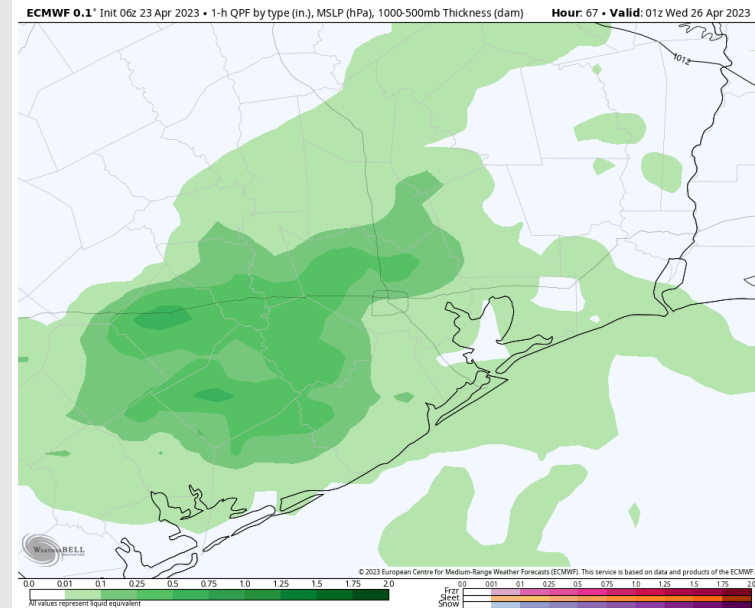 ECMWF 0.1° Init 06z 23 Apr 2023 • 1-h QPF by type (in.), MSLP (hPa), 1000-500mb Thickness (dam) Hour: 67 • Valid: 01z Wed 26 Apr 2023
1012
WEATHERBELL
© 2023 European Centre for Medium-Range Weather Forecasts (ECMWF). This service is based on data and products of the ECMWF
0.0 0.01 0.1 0.25 0.5 0.75 1.0 1.25 1.5 1.75 2.0
All values represent liquid equivalent
0.0 0.01 0.1 0.25 0.5 0.75 1.0 1.25 1.5 1.75 2.0
Frzr
Sleet
Snow